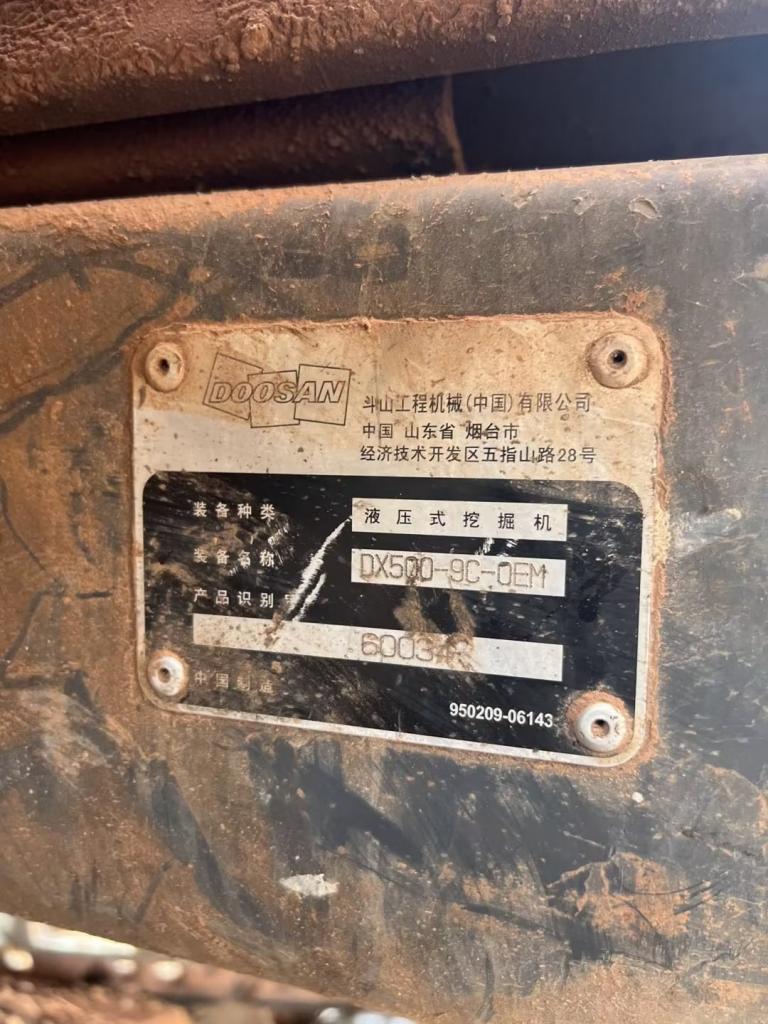 DOOSAN
斗山工程机械(中国)有限公司
中国 山东省 烟台市
经济技术开发区五指山路28号
装备种类 液压式挖掘机
装备名称 DX500-9C-OEM
产品识别
中国制造
950209-06143